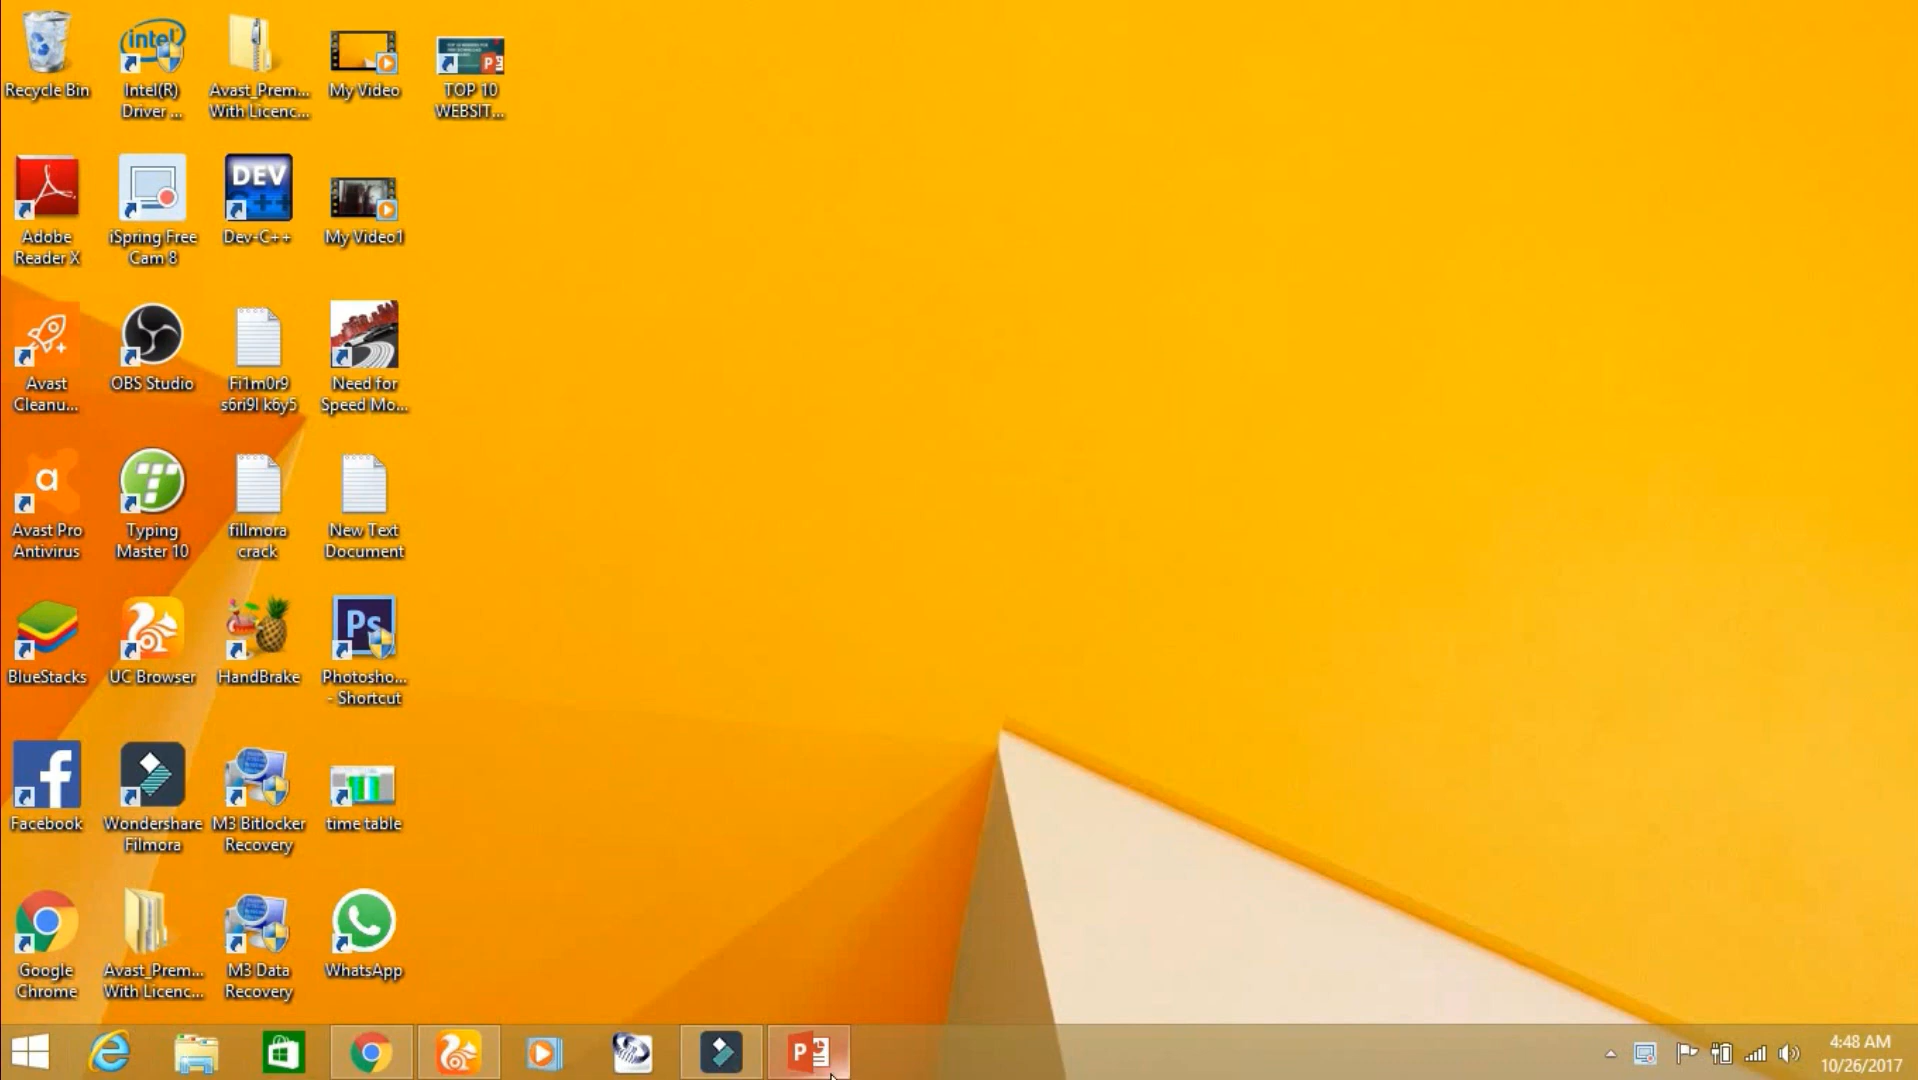 Recycle Bin
intel
Intel(R)
Driver ...
Avast_Prem...
With Licenc...
My Video
TOP 10
WEBSIT...
Adobe
Reader X
iSpring Free
Cam 8
DEV
C++
Dev-C++
My Video1
Avast
Cleanu...
OBS Studio
Fi1m0r9
s6ri9l k6y5
Need for
Speed Mo...
a
Avast Pro
Antivirus
Typing
Master 10
fillmora
crack
New Text
Document
BlueStacks
UC Browser
HandBrake
Ps
Photosho...
- Shortcut
Facebook
Wondershare
Filmora
M3 Bitlocker
Recovery
time table
Google
Chrome
Avast_Prem...
With Licenc...
M3 Data
Recovery
WhatsApp
4:48 AM
10/26/2017